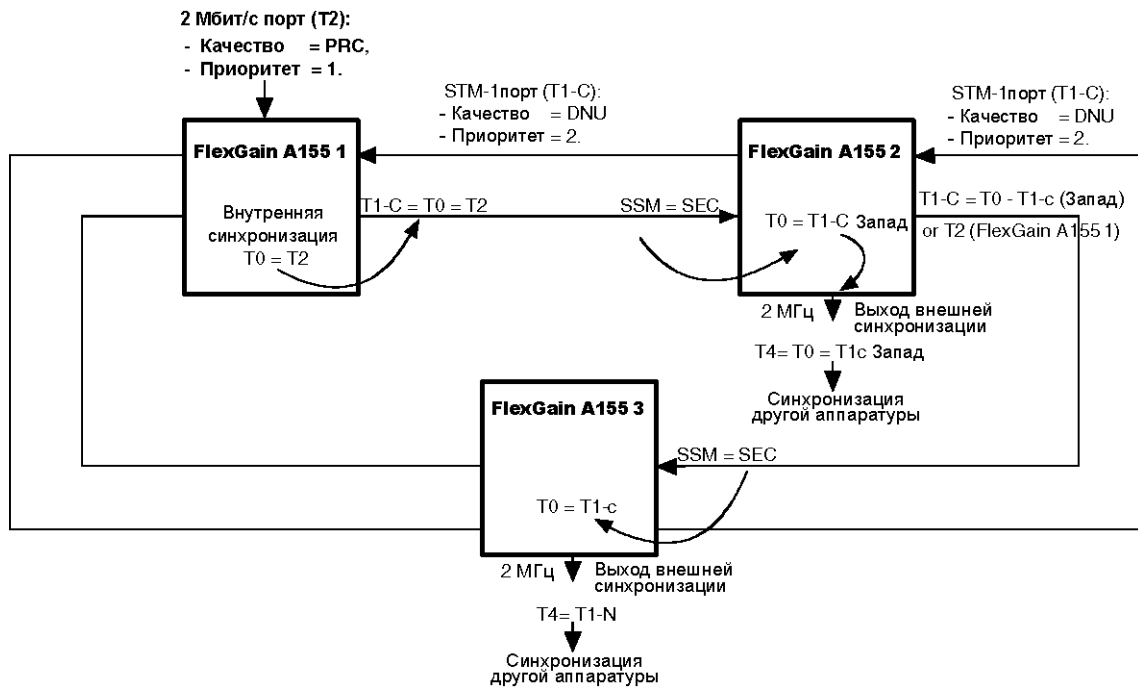 2 Мбит/с порт (T2):
- Качество = PRC,
- Приоритет = 1.
STM-1порт (T1-C):
- Качество = DNU
- Приоритет = 2.
STM-1порт (T1-C):
- Качество = DNU
- Приоритет = 2.
FlexGain A155 1
Внутренняя
синхронизация
T0 = T2
T1-C = T0 = T2
SSM = SEC
FlexGain A155 2
T0 = T1-C Запад
T1-C = T0 - T1-c (Запад)
or T2 (FlexGain A155 1)
2 МГц
Выход внешней
синхронизации
T4= T0 = T1c Запад
Синхронизация
другой аппаратуры
FlexGain A155 3
SSM = SEC
T0 = T1-c
2 МГц
Выход внешней
синхронизации
T4= T1-N
Синхронизация
другой аппаратуры